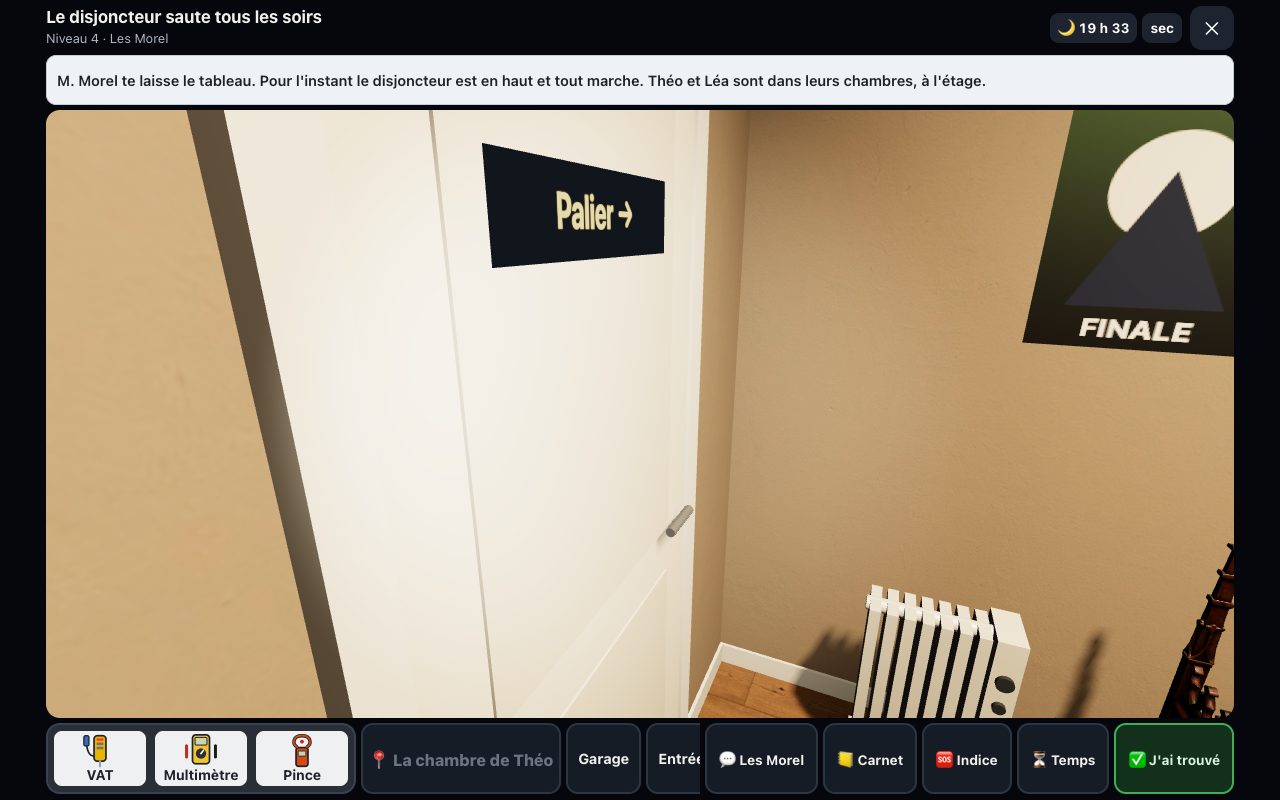 Le disjoncteur saute tous les soirs
Niveau 4 · Les Morel
🌙 19 h 33
sec
M. Morel te laisse le tableau. Pour l'instant le disjoncteur est en haut et tout marche. Théo et Léa sont dans leurs chambres, à l'étage.
Palier →
FINALE
VAT
Multimètre
Pince
📍 La chambre de Théo
Garage
Entrée
💬 Les Morel
📒 Carnet
🆘 Indice
⏳ Temps
✅ J'ai trouvé